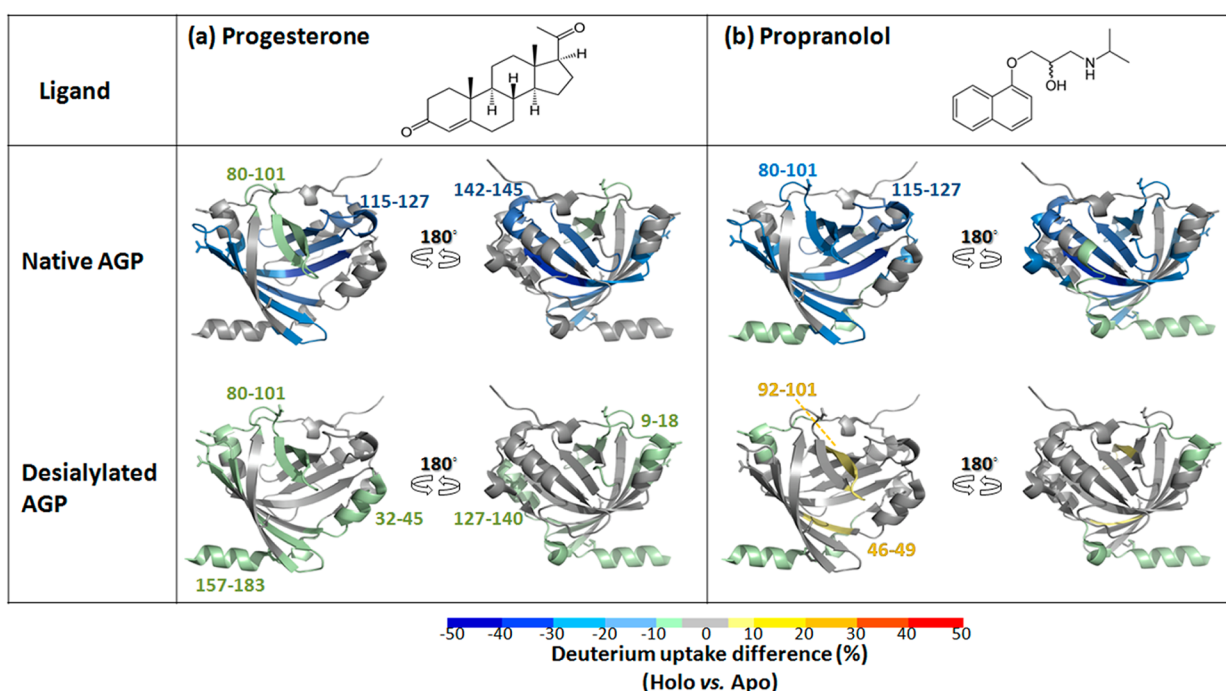 Ligand
(a) Progesterone
O
H
H
H
H
O
(b) Propranolol
O
OH
N
H
Native AGP
80-101
115-127
180°
142-145
80-101
115-127
180°
Desialylated
AGP
80-101
32-45
157-183
180°
9-18
127-140
92-101
46-49
180°
-50 -40 -30 -20 -10 0 10 20 30 40 50
Deuterium uptake difference (%)
(Holo vs. Apo)